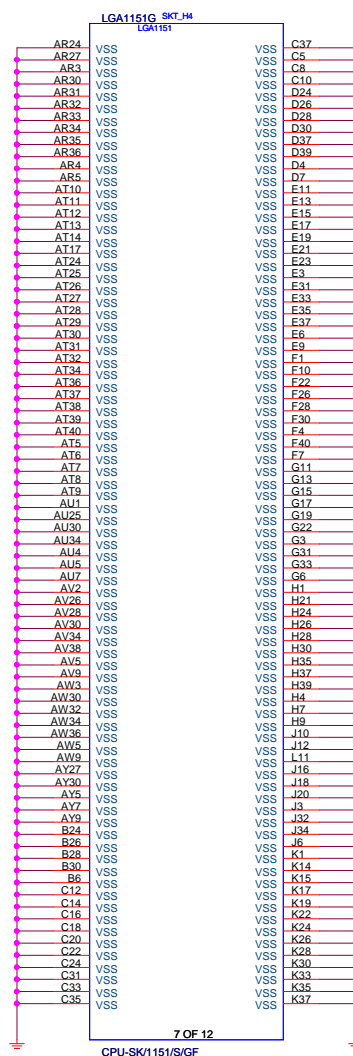 LGA1151G SKT_H4
LGA1151
AR24 VSS VSS C37
AR27 VSS VSS C5
AR3 VSS VSS C8
AR30 VSS VSS C10
AR31 VSS VSS D24
AR32 VSS VSS D26
AR33 VSS VSS D28
AR34 VSS VSS D30
AR35 VSS VSS D37
AR36 VSS VSS D39
AR4 VSS VSS D4
AR5 VSS VSS D7
AT10 VSS VSS E11
AT11 VSS VSS E13
AT12 VSS VSS E15
AT13 VSS VSS E17
AT14 VSS VSS E19
AT17 VSS VSS E21
AT24 VSS VSS E23
AT25 VSS VSS E3
AT26 VSS VSS E31
AT27 VSS VSS E33
AT28 VSS VSS E35
AT29 VSS VSS E37
AT30 VSS VSS E6
AT31 VSS VSS E9
AT32 VSS VSS F1
AT34 VSS VSS F10
AT36 VSS VSS F22
AT37 VSS VSS F26
AT38 VSS VSS F28
AT39 VSS VSS F30
AT40 VSS VSS F4
AT5 VSS VSS F40
AT6 VSS VSS F7
AT7 VSS VSS G11
AT8 VSS VSS G13
AT9 VSS VSS G15
AU1 VSS VSS G17
AU25 VSS VSS G19
AU30 VSS VSS G22
AU34 VSS VSS G3
AU4 VSS VSS G31
AU5 VSS VSS G33
AU7 VSS VSS G6
AV2 VSS VSS H1
AV26 VSS VSS H21
AV28 VSS VSS H24
AV30 VSS VSS H26
AV34 VSS VSS H28
AV38 VSS VSS H30
AV5 VSS VSS H35
AV9 VSS VSS H37
AW3 VSS VSS H39
AW30 VSS VSS H4
AW32 VSS VSS H7
AW34 VSS VSS H9
AW36 VSS VSS J10
AW5 VSS VSS J12
AW9 VSS VSS L11
AY27 VSS VSS J16
AY30 VSS VSS J18
AY5 VSS VSS J20
AY7 VSS VSS J3
AY9 VSS VSS J32
B24 VSS VSS J34
B26 VSS VSS J6
B28 VSS VSS K1
B30 VSS VSS K14
B6 VSS VSS K15
C12 VSS VSS K17
C14 VSS VSS K19
C16 VSS VSS K22
C18 VSS VSS K24
C20 VSS VSS K26
C22 VSS VSS K28
C24 VSS VSS K30
C31 VSS VSS K33
C33 VSS VSS K35
C35 VSS VSS K37
7 OF 12
CPU-SK/1151/S/GF